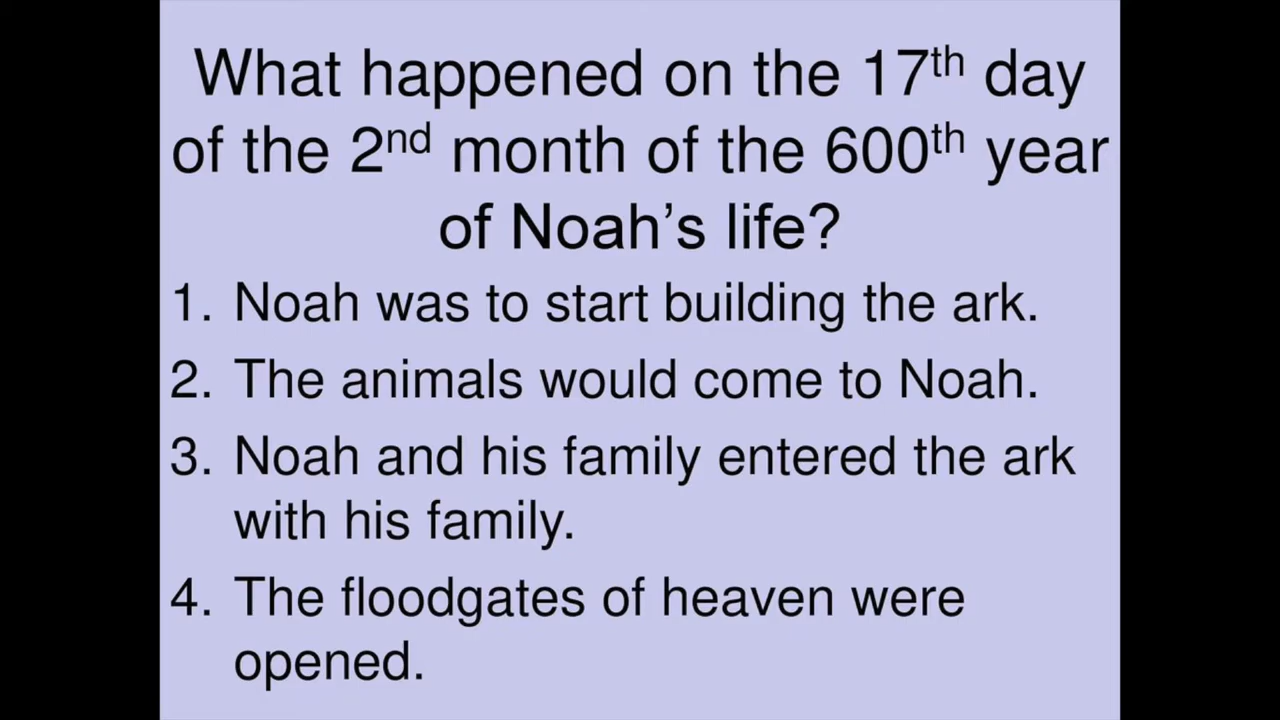 What happened on the 17th day
of the 2nd month of the 600th year
of Noah’s life?
1. Noah was to start building the ark.
2. The animals would come to Noah.
3. Noah and his family entered the ark
with his family.
4. The floodgates of heaven were
opened.